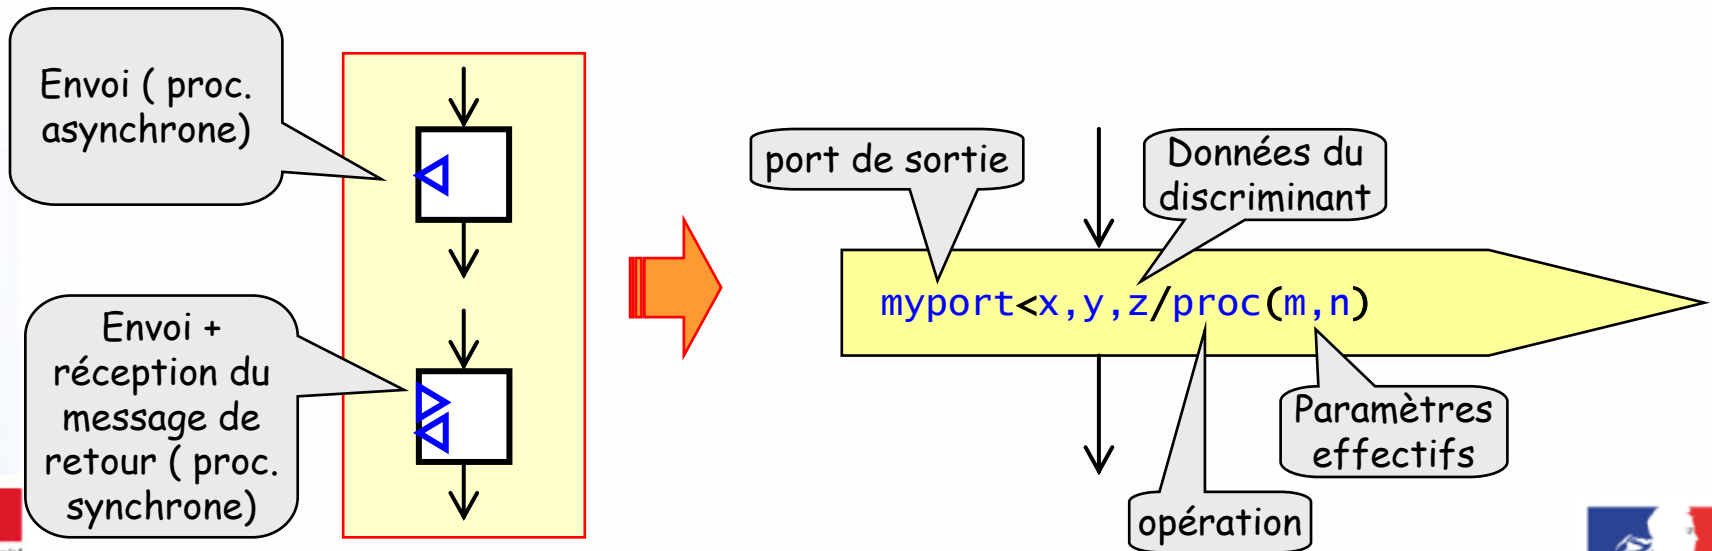 Envoi ( proc.
asynchrone)
Envoi +
réception du
message de
retour ( proc.
synchrone)
port de sortie
Données du
discriminant
myport<x,y,z/proc(m,n)
Paramètres
effectifs
opération